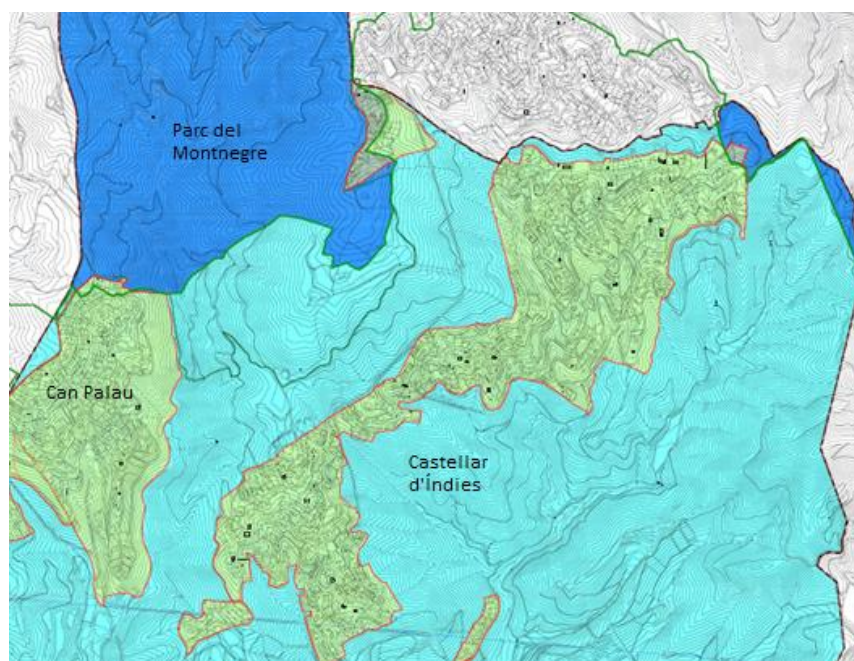 Parc del
Montnegre
Can Palau
Castellar
d'Índies